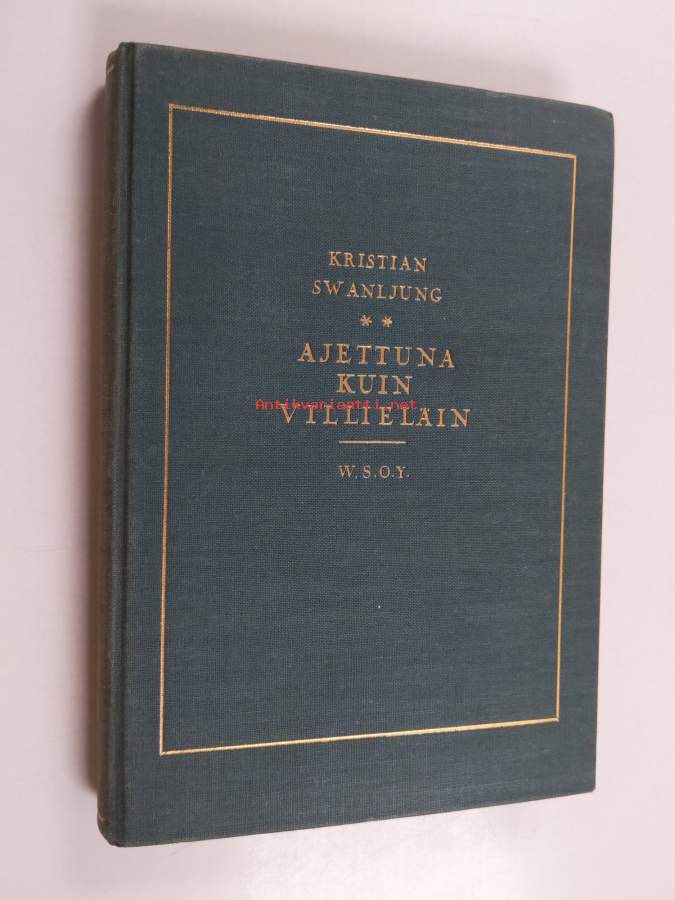 KRISTIAN
SWANLJUNG
* *
AJETTUNA
KUIN
Antikvariaatti.net
VILLIELÄIN
W.S.O.Y.